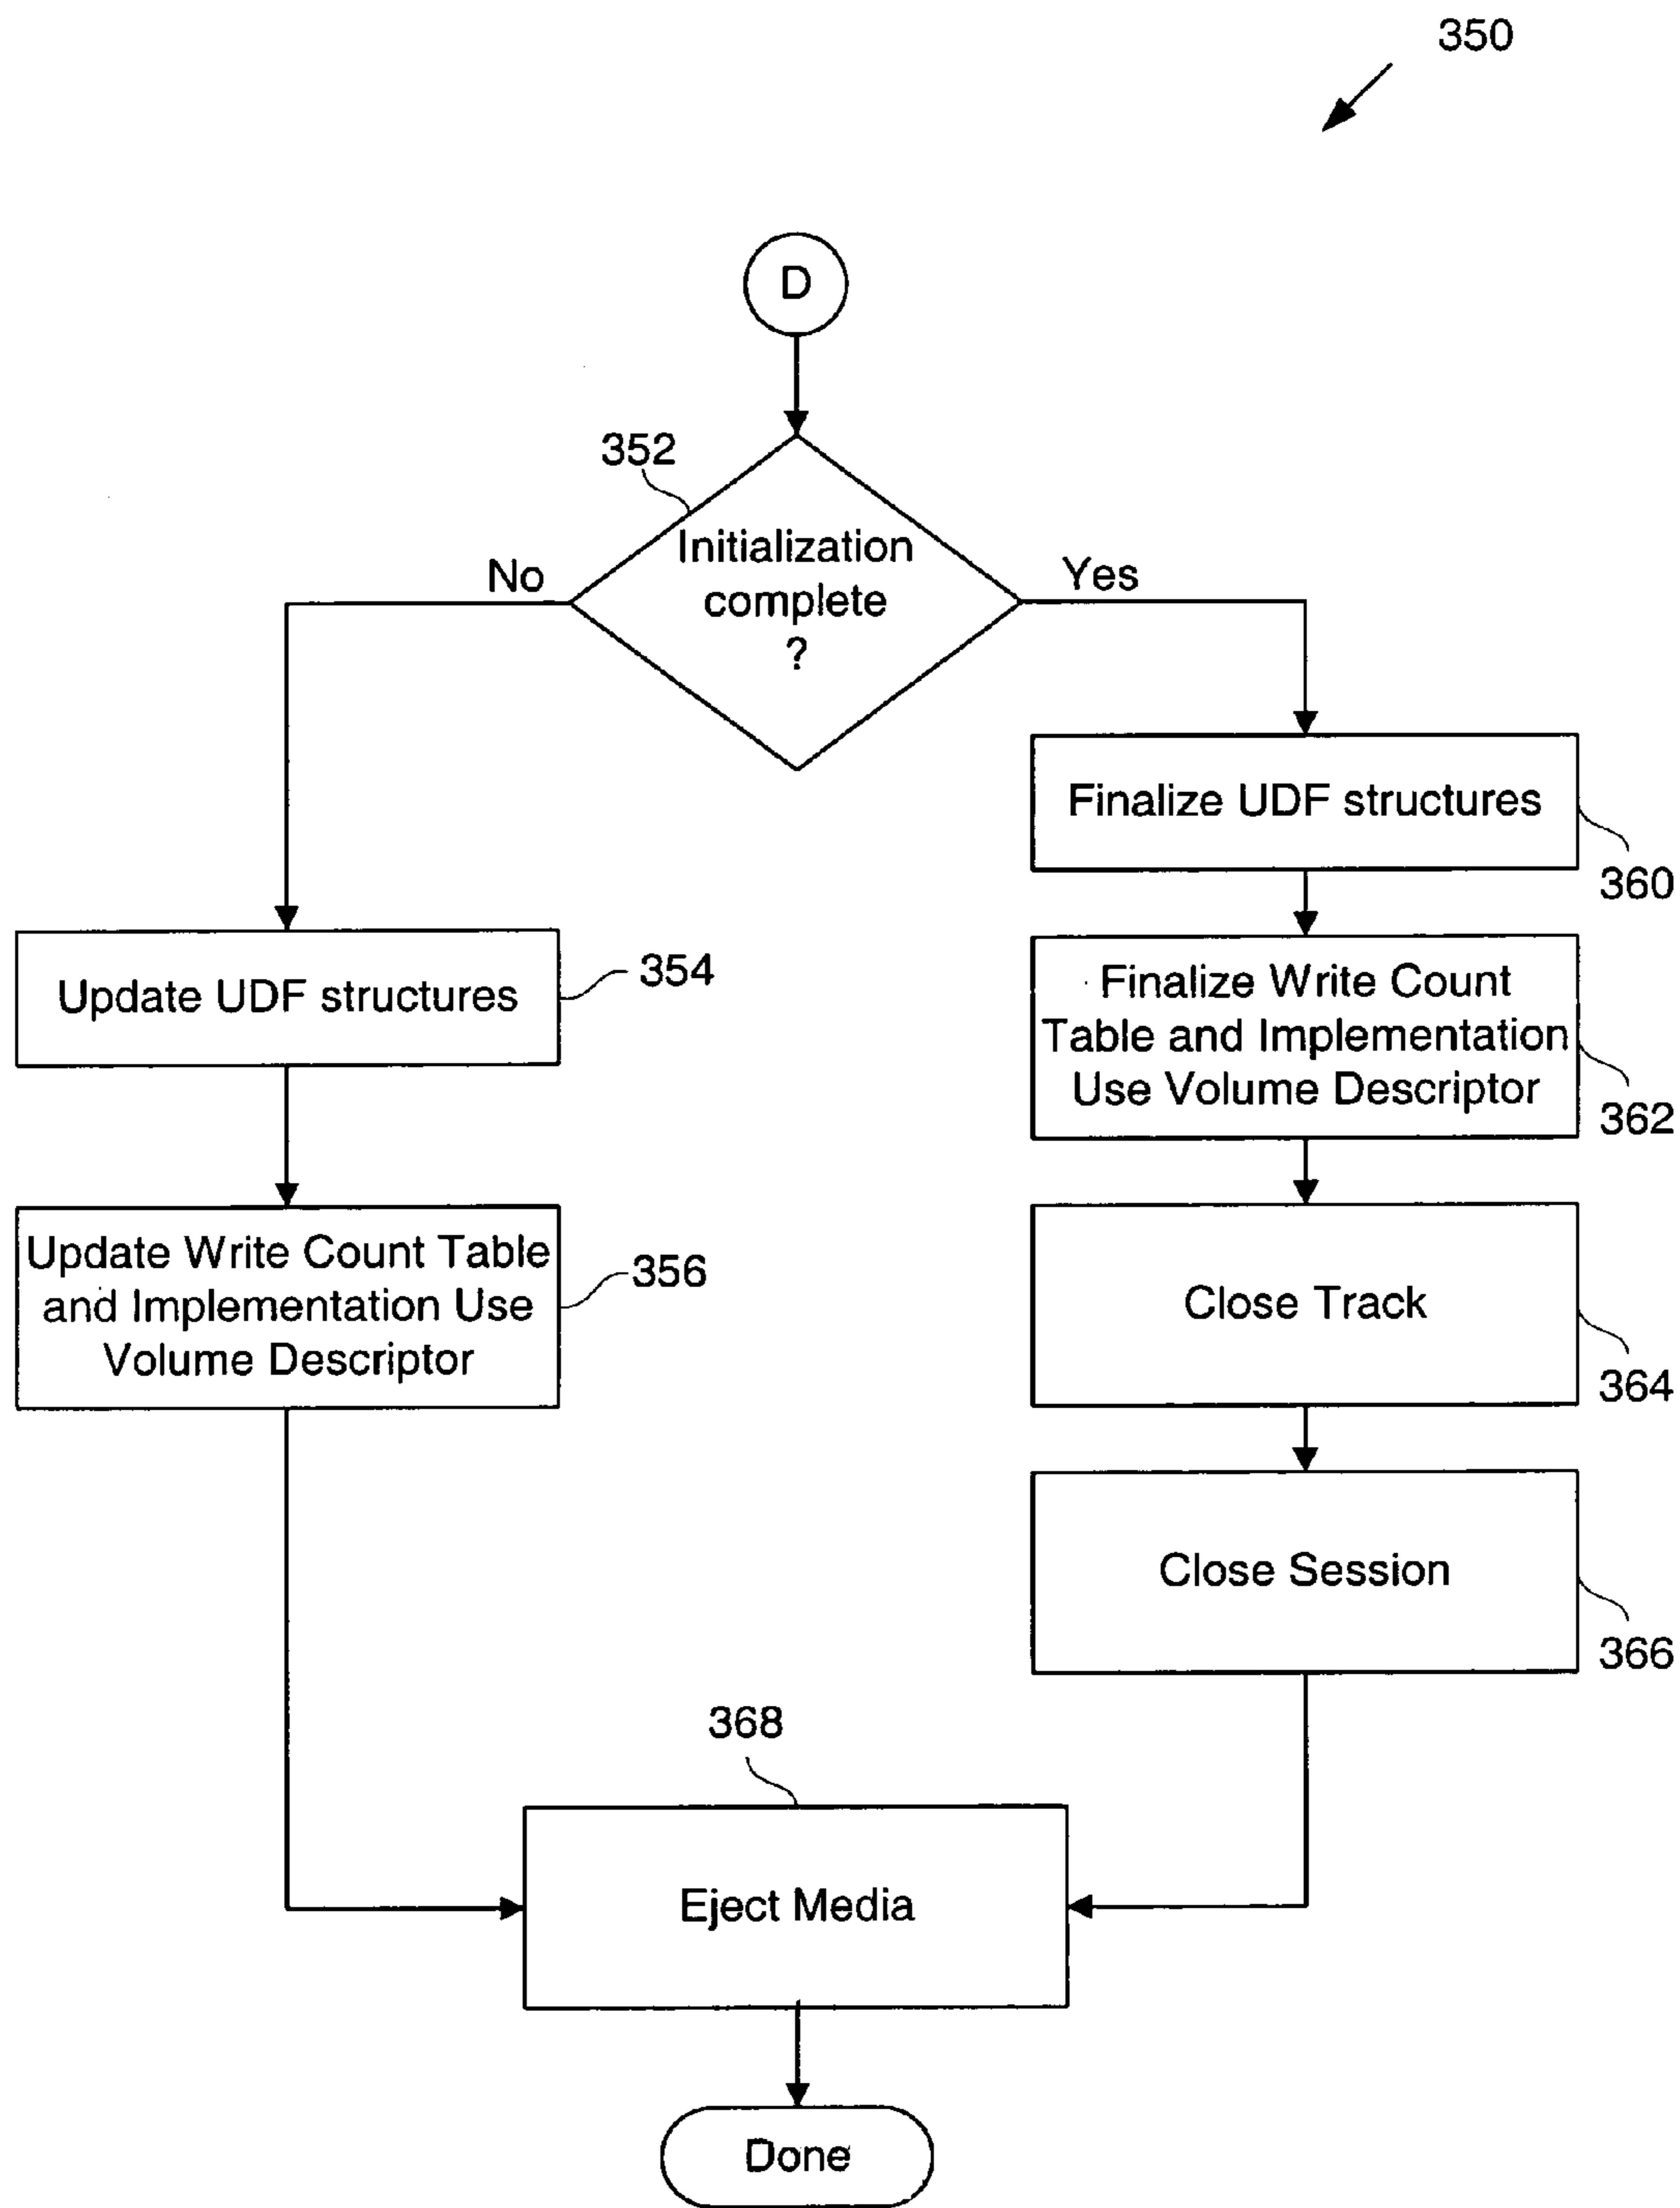 350
D
352
Initialization
complete
?
No
Yes
Finalize UDF structures
360
Update UDF structures
354
Finalize Write Count
Table and Implementation
Use Volume Descriptor
362
Update Write Count Table
and Implementation Use
Volume Descriptor
356
Close Track
364
Close Session
366
368
Eject Media
Done